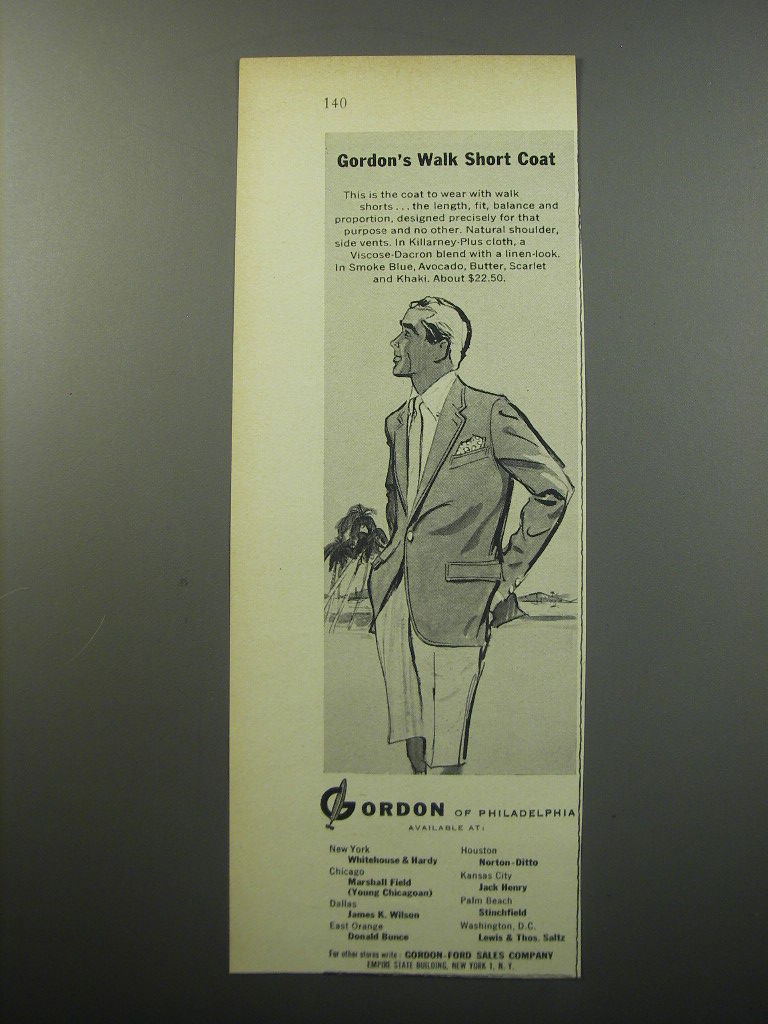 140
Gordon's Walk Short Coat
This is the coat to wear with walk
shorts... the length, fit, balance and
proportion, designed precisely for that
purpose and no other. Natural shoulder,
side vents. In Killarney-Plus cloth, a
Viscose-Dacron blend with a linen-look.
In Smoke Blue, Avocado, Butter, Scarlet
and Khaki. About $22.50.
GORDON OF PHILADELPHIA
AVAILABLE AT:
New York
Whitehouse & Hardy
Chicago
Marshall Field
(Young Chicagoan)
Dallas
James K. Wilson
East Orange
Donald Bunce
Houston
Norton-Ditto
Kansas City
Jack Henry
Palm Beach
Stinchfield
Washington, D.C.
Lewis & Thos. Saltz
For other stores write: GORDON-FORD SALES COMPANY
EMPIRE STATE BUILDING, NEW YORK 1, N. Y.